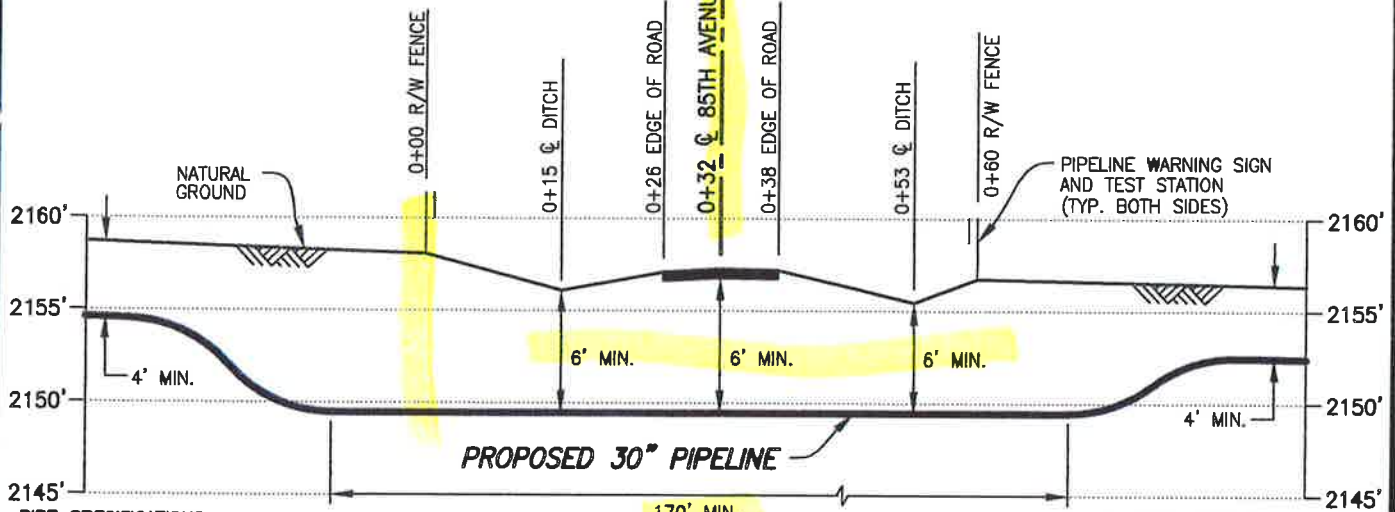 0+00 R/W FENCE
0+15 ℄ DITCH
0+26 EDGE OF ROAD
0+32 ℄ 85TH AVENU
0+38 EDGE OF ROAD
0+53 ℄ DITCH
0+60 R/W FENCE
NATURAL
GROUND
PIPELINE WARNING SIGN
AND TEST STATION
(TYP. BOTH SIDES)
2160'
2160'
2155'
2155'
6' MIN.
6' MIN.
6' MIN.
4' MIN.
2150'
2150'
4' MIN.
PROPOSED 30" PIPELINE
2145'
2145'
170' MIN